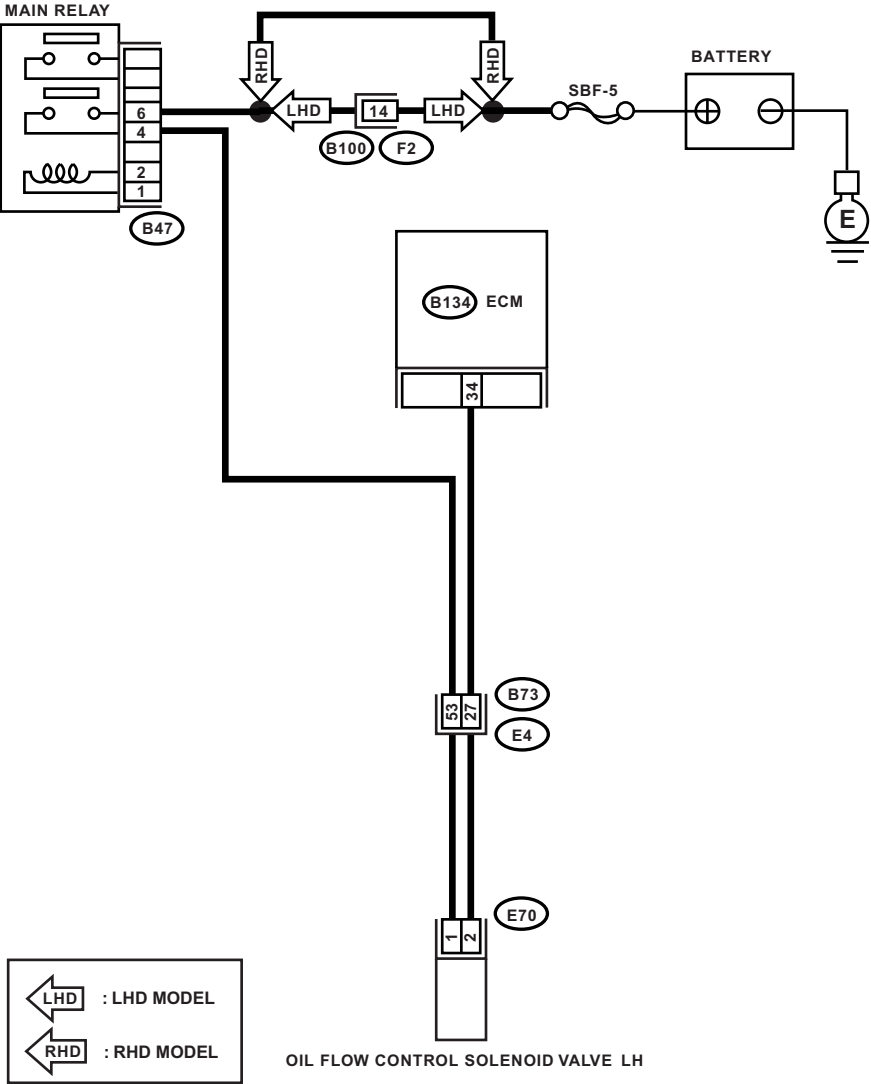 MAIN RELAY
RHD
RHD
BATTERY
SBF-5
6
LHD
14
LHD
4
B100
F2
2
1
B47
E
B134 ECM
34
53
27
B73
E4
E70
1
2
LHD : LHD MODEL
RHD : RHD MODEL
OIL FLOW CONTROL SOLENOID VALVE LH